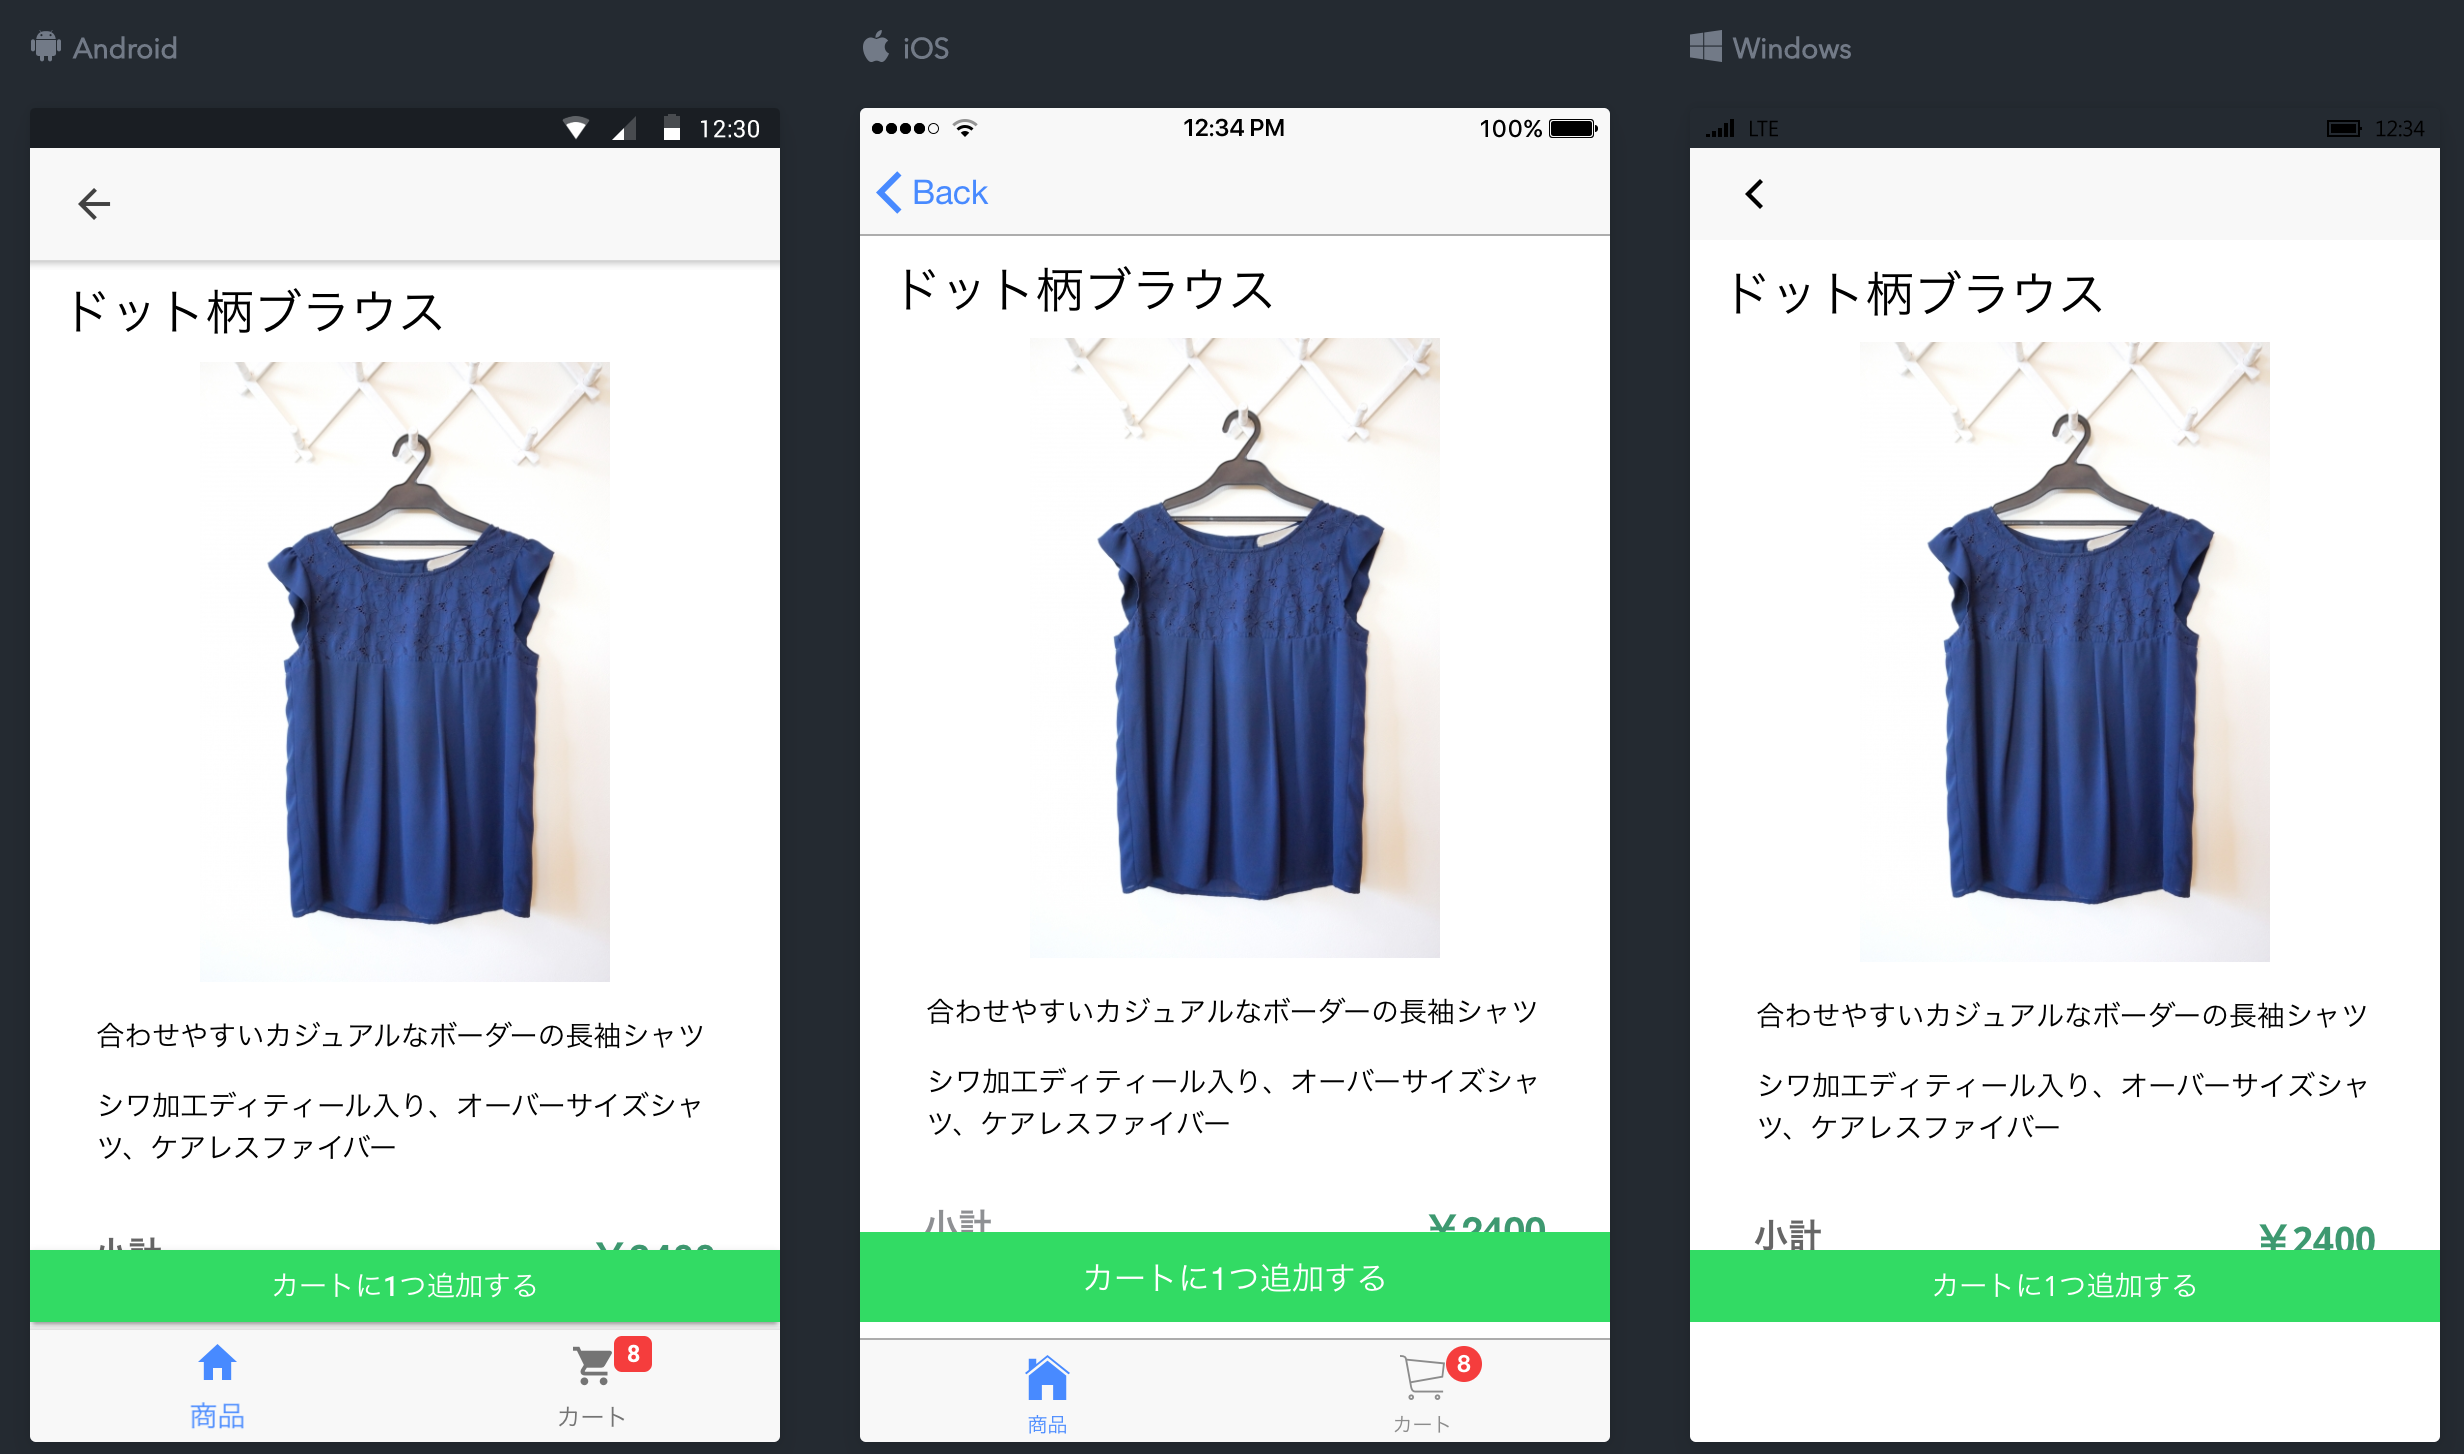 Android
12:30
ドット柄ブラウス
合わせやすいカジュアルなボーダーの長袖シャツ
シワ加工ディティール入り、オーバーサイズシャ
ツ、ケアレスファイバー
小計 ￥2400
カートに1つ追加する
8
商品 カート
iOS
12:34 PM 100%
Back
ドット柄ブラウス
合わせやすいカジュアルなボーダーの長袖シャツ
シワ加工ディティール入り、オーバーサイズシャ
ツ、ケアレスファイバー
小計 ￥2400
カートに1つ追加する
8
商品 カート
Windows
LTE 12:34
ドット柄ブラウス
合わせやすいカジュアルなボーダーの長袖シャツ
シワ加工ディティール入り、オーバーサイズシャ
ツ、ケアレスファイバー
小計 ￥2400
カートに1つ追加する